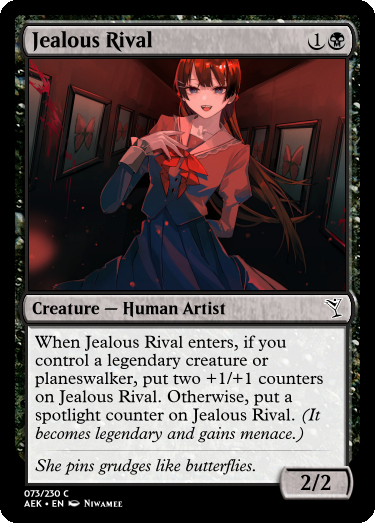 Jealous Rival 1
Creature — Human Artist
When Jealous Rival enters, if you
control a legendary creature or
planeswalker, put two +1/+1 counters
on Jealous Rival. Otherwise, put a
spotlight counter on Jealous Rival. (It
becomes legendary and gains menace.)
She pins grudges like butterflies.
2/2
073/230 C
AEK • EN Niwamee